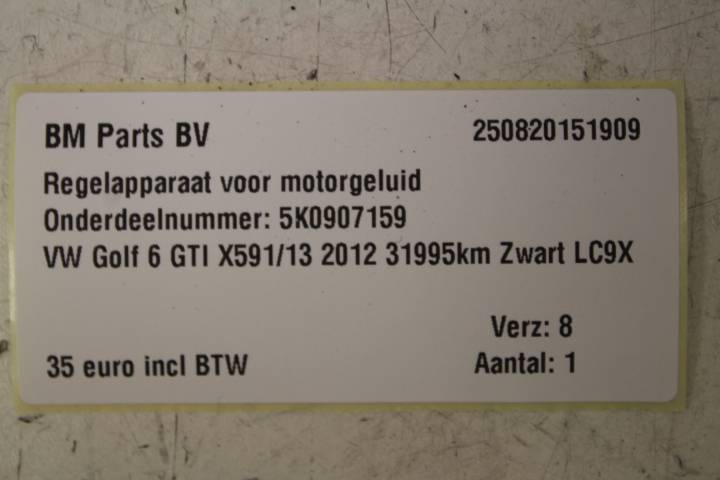 BM Parts BV 250820151909
Regelapparaat voor motorgeluid
Onderdeelnummer: 5K0907159
VW Golf 6 GTI X591/13 2012 31995km Zwart LC9X
Verz: 8
35 euro incl BTW Aantal: 1